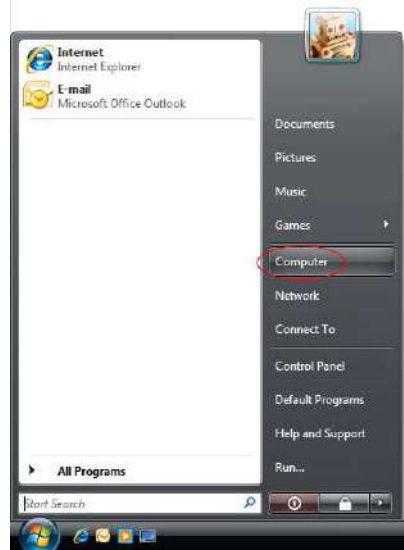 Internet
Internet Explorer
E-mail
Microsoft Office Outlook
Documents
Pictures
Music
Games
Computer
Network
Connect To
Control Panel
Default Programs
Help and Support
Run...
All Programs
Start Search